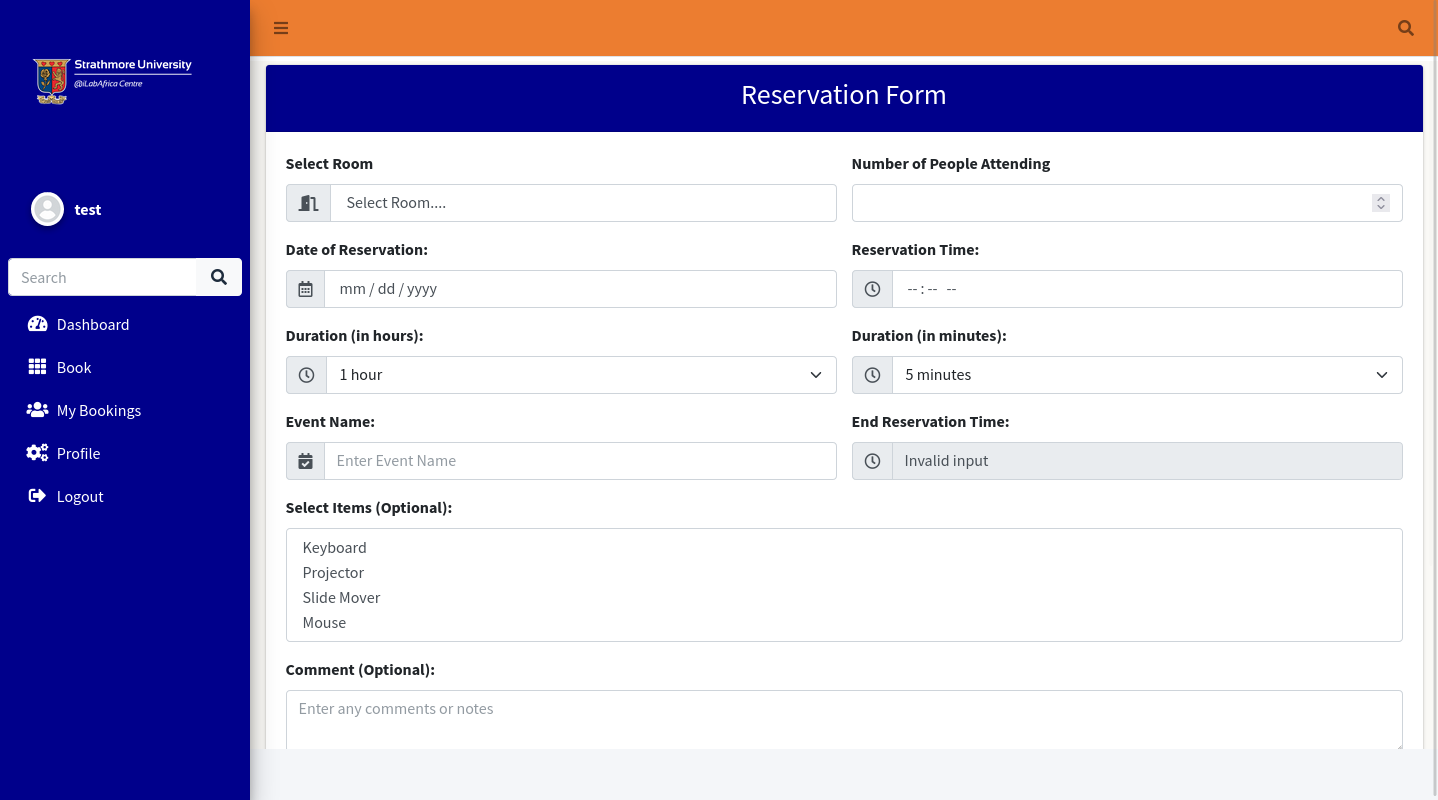 Strathmore University
@iLabAfrica Centre
test
Search
Dashboard
Book
My Bookings
Profile
Logout
Reservation Form
Select Room
Number of People Attending
Select Room....
Date of Reservation:
Reservation Time:
mm / dd / yyyy
-- : -- --
Duration (in hours):
Duration (in minutes):
1 hour
5 minutes
Event Name:
End Reservation Time:
Enter Event Name
Invalid input
Select Items (Optional):
Keyboard
Projector
Slide Mover
Mouse
Comment (Optional):
Enter any comments or notes